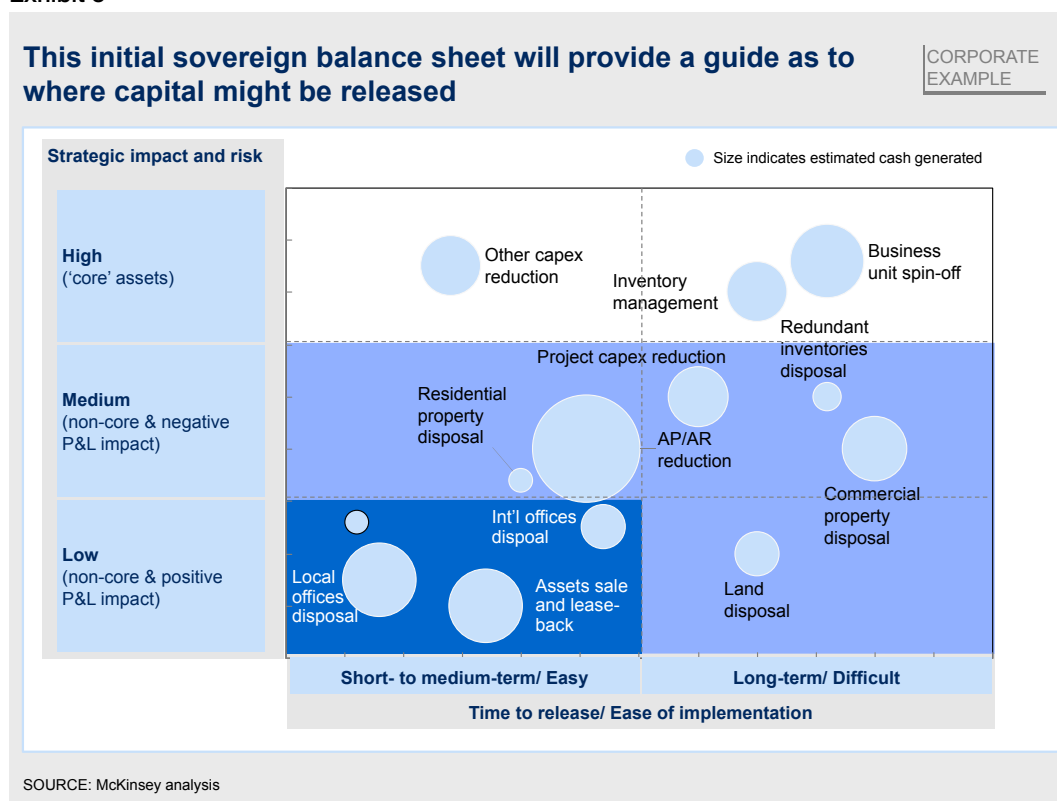 This initial sovereign balance sheet will provide a guide as to
where capital might be released
CORPORATE
EXAMPLE
Strategic impact and risk
Size indicates estimated cash generated
High
(‘core’ assets)
Other capex
reduction
Inventory
management
Business
unit spin-off
Redundant
inventories
disposal
Medium
(non-core & negative
P&L impact)
Project capex reduction
Residential
property
disposal
AP/AR
reduction
Commercial
property
disposal
Low
(non-core & positive
P&L impact)
Int’l offices
dispoal
Local
offices
disposal
Assets sale
and lease-
back
Land
disposal
Short- to medium-term/ Easy
Long-term/ Difficult
Time to release/ Ease of implementation
SOURCE: McKinsey analysis